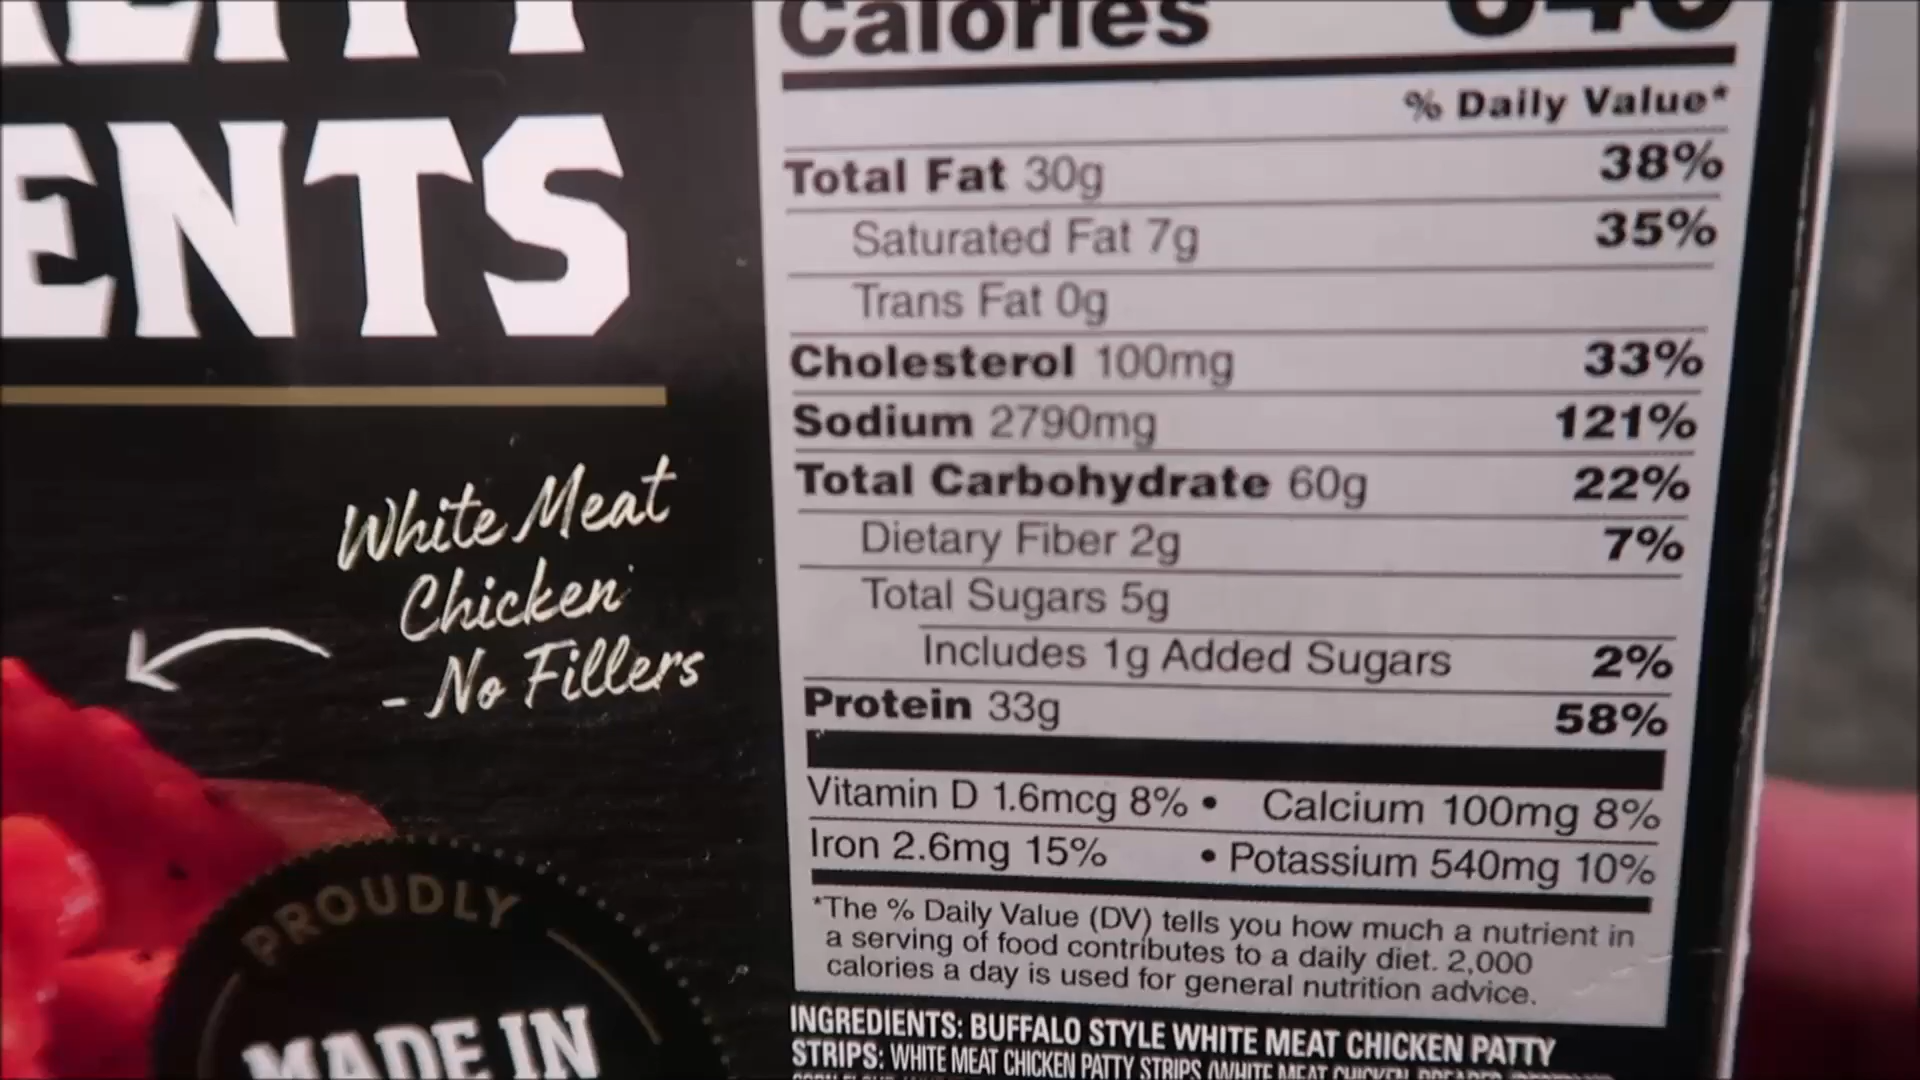 ENTS
White Meat
Chicken
- No Fillers
PROUDLY
MADE IN
Calories 640
% Daily Value*
Total Fat 30g 38%
Saturated Fat 7g 35%
Trans Fat 0g
Cholesterol 100mg 33%
Sodium 2790mg 121%
Total Carbohydrate 60g 22%
Dietary Fiber 2g 7%
Total Sugars 5g
Includes 1g Added Sugars 2%
Protein 33g 58%
Vitamin D 1.6mcg 8% • Calcium 100mg 8%
Iron 2.6mg 15% • Potassium 540mg 10%
*The % Daily Value (DV) tells you how much a nutrient in
a serving of food contributes to a daily diet. 2,000
calories a day is used for general nutrition advice.
INGREDIENTS: BUFFALO STYLE WHITE MEAT CHICKEN PATTY
STRIPS: WHITE MEAT CHICKEN PATTY STRIPS (WHITE MEAT CHICKEN,